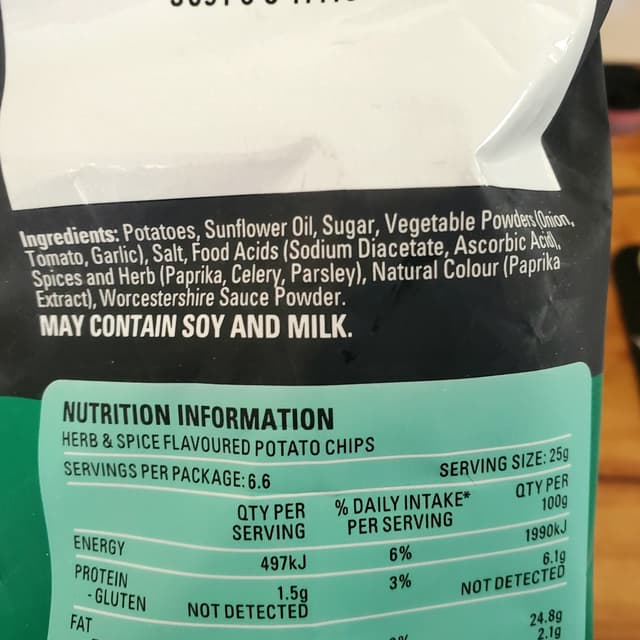 Ingredients: Potatoes, Sunflower Oil, Sugar, Vegetable Powders (Onion,
Tomato, Garlic), Salt, Food Acids (Sodium Diacetate, Ascorbic Acid),
Spices and Herb (Paprika, Celery, Parsley), Natural Colour (Paprika
Extract), Worcestershire Sauce Powder.
MAY CONTAIN SOY AND MILK.
NUTRITION INFORMATION
HERB & SPICE FLAVOURED POTATO CHIPS
SERVINGS PER PACKAGE: 6.6 SERVING SIZE: 25g
QTY PER % DAILY INTAKE* QTY PER
SERVING PER SERVING 100g
ENERGY 497kJ 6% 1990kJ
PROTEIN 1.5g 3% 6.1g
- GLUTEN NOT DETECTED NOT DETECTED
FAT 24.8g
2.1g